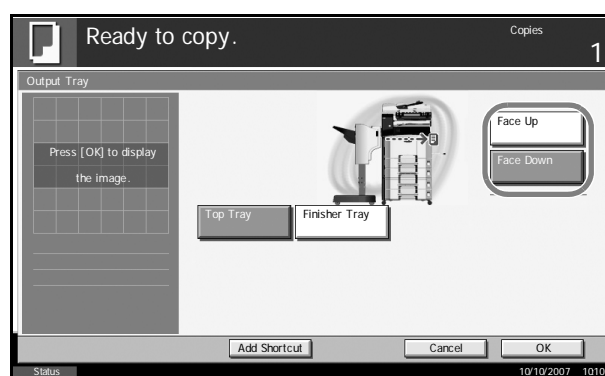 Ready to copy.
Copies
1
Output Tray
Press [OK] to display
the image.
Face Up
Face Down
Top Tray
Finisher Tray
Add Shortcut
Cancel
OK
Status
10/10/2007 10:10